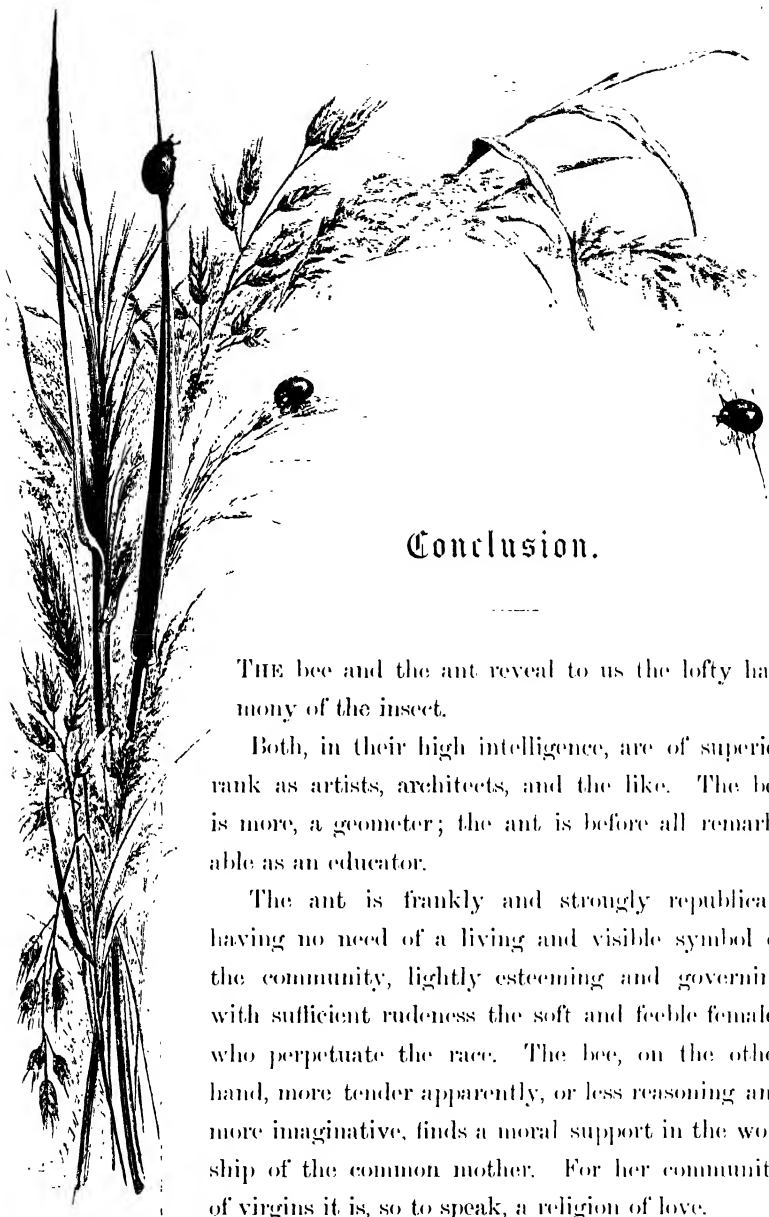 Conclusion.
THE bee and the ant reveal to us the lofty ha
mony of the insect.
Both, in their high intelligence, are of superio
rank as artists, architects, and the like. The be
is more, a geometer; the ant is before all remark
able as an educator.
The ant is frankly and strongly republica
having no need of a living and visible symbol o
the community, lightly esteeming and governin
with sufficient rudeness the soft and feeble female
who perpetuate the race. The bee, on the othe
hand, more tender apparently, or less reasoning an
more imaginative, finds a moral support in the wo
ship of the common mother. For her communit
of virgins it is, so to speak, a religion of love.